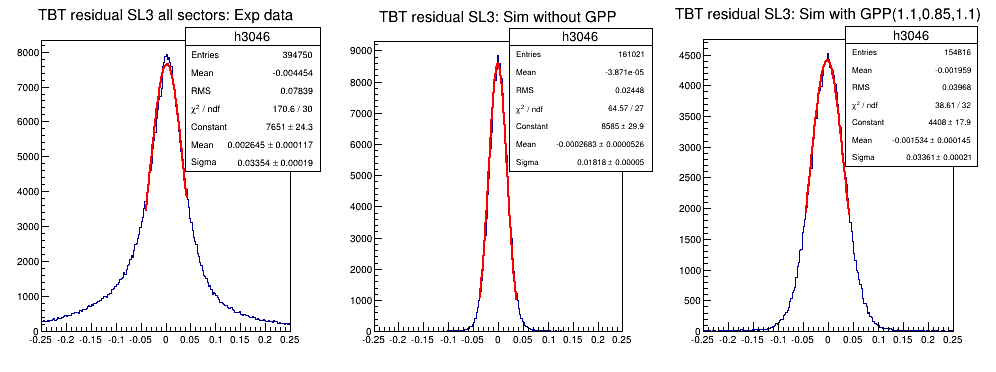 TBT residual SL3 all sectors: Exp data
h3046
Entries 394750
Mean -0.004454
RMS 0.07839
χ² / ndf 170.6 / 30
Constant 7651 ± 24.3
Mean 0.002645 ± 0.000117
Sigma 0.03354 ± 0.00019
8000
7000
6000
5000
4000
3000
2000
1000
0
-0.25 -0.2 -0.15 -0.1 -0.05 0 0.05 0.1 0.15 0.2 0.25
TBT residual SL3: Sim without GPP
h3046
Entries 161021
Mean -3.871e-05
RMS 0.02448
χ² / ndf 64.57 / 27
Constant 8585 ± 29.9
Mean -0.0002683 ± 0.0000526
Sigma 0.01818 ± 0.00005
9000
8000
7000
6000
5000
4000
3000
2000
1000
0
-0.25 -0.2 -0.15 -0.1 -0.05 0 0.05 0.1 0.15 0.2 0.25
TBT residual SL3: Sim with GPP(1.1,0.85,1.1)
h3046
Entries 154816
Mean -0.001959
RMS 0.03968
χ² / ndf 38.61 / 32
Constant 4408 ± 17.9
Mean -0.001534 ± 0.000145
Sigma 0.03361 ± 0.00021
4500
4000
3500
3000
2500
2000
1500
1000
500
0
-0.25 -0.2 -0.15 -0.1 -0.05 0 0.05 0.1 0.15 0.2 0.25